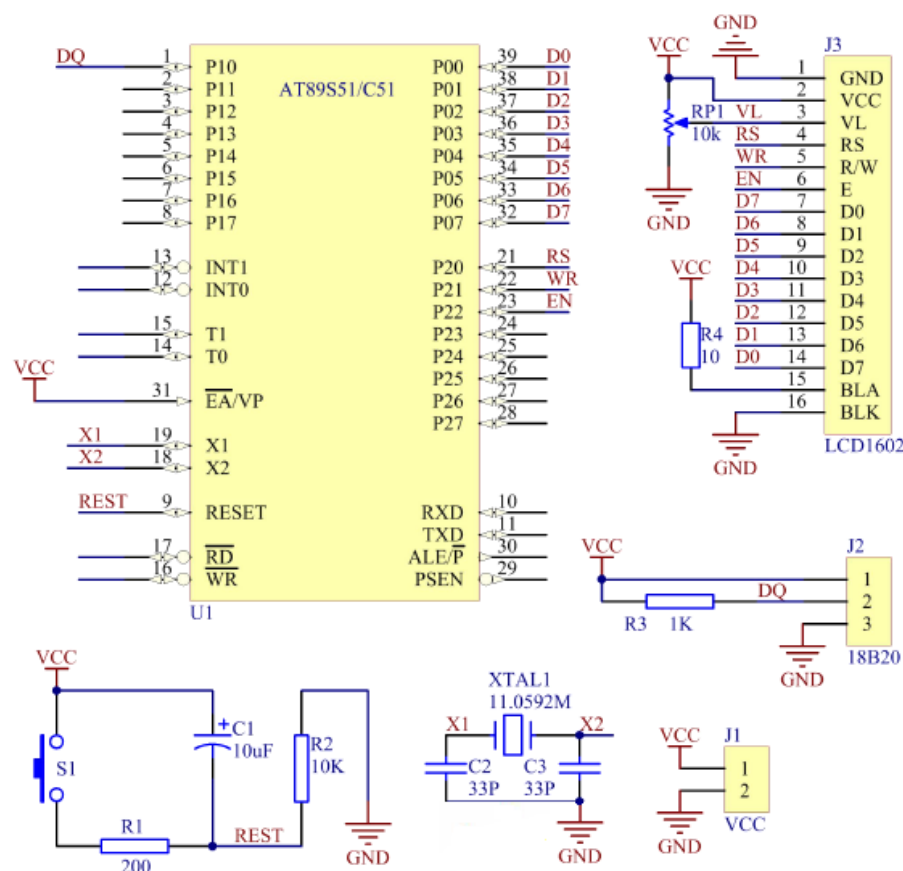 AT89S51/C51
DQ 1 P10
2 P11
3 P12
4 P13
5 P14
6 P15
7 P16
8 P17
13 INT1
12 INT0
15 T1
14 T0
VCC
31 EA/VP
X1 19 X1
X2 18 X2
REST 9 RESET
17 RD
16 WR
U1
P00 39 D0
P01 38 D1
P02 37 D2
P03 36 D3
P04 35 D4
P05 34 D5
P06 33 D6
P07 32 D7
P20 21 RS
P21 22 WR
P22 23 EN
P23 24
P24 25
P25 26
P26 27
P27 28
RXD 10
TXD 11
ALE/P 30
PSEN 29
GND
VCC
J3
1 GND
2 VCC
RP1
10k
VL 3 VL
RS 4 RS
WR 5 R/W
EN 6 E
D7 7 D0
D6 8 D1
D5 9 D2
D4 10 D3
D3 11 D4
D2 12 D5
D1 13 D6
D0 14 D7
15 BLA
16 BLK
LCD1602
GND
VCC
R4
10
GND
VCC
J2
1
DQ 2
3
R3 1K
GND
18B20
VCC
S1
C1
10uF
R2
10K
R1
200
REST
GND
XTAL1
11.0592M
X1 X2
C2 C3
33P 33P
GND
VCC
J1
1
2
GND
VCC